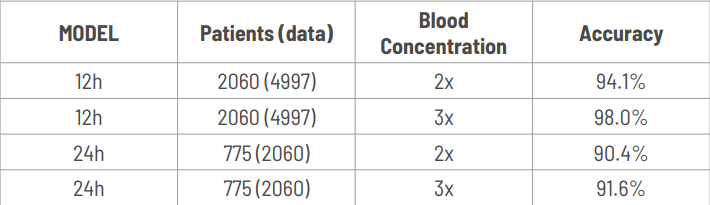 MODEL Patients (data) Blood Concentration Accuracy
12h 2060 (4997) 2x 94.1%
12h 2060 (4997) 3x 98.0%
24h 775 (2060) 2x 90.4%
24h 775 (2060) 3x 91.6%